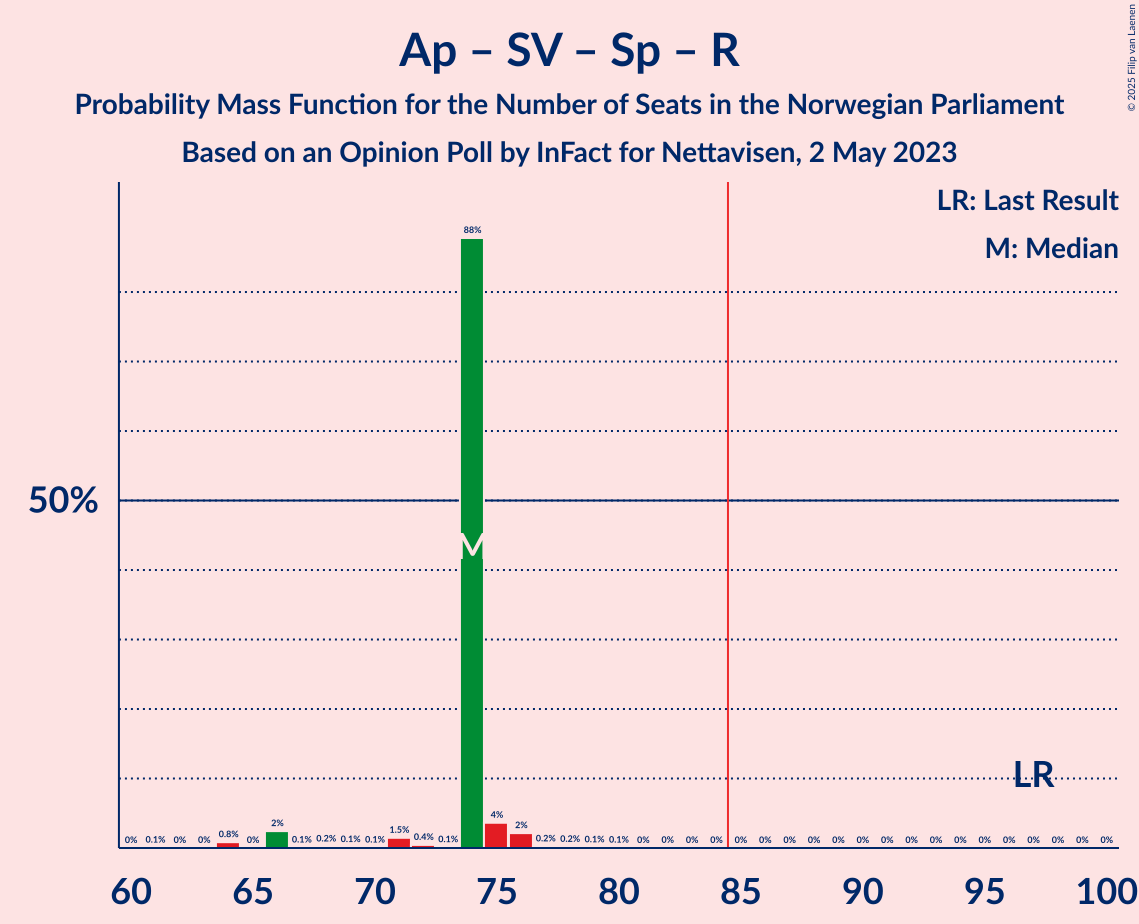 Ap – SV – Sp – R
Probability Mass Function for the Number of Seats in the Norwegian Parliament
Based on an Opinion Poll by InFact for Nettavisen, 2 May 2023
© 2025 Filip van Laenen
LR: Last Result
M: Median
50%
M
LR
0% 0.1% 0% 0% 0.8% 0% 2% 0.1% 0.2% 0.1% 0.1% 1.5% 0.4% 0.1% 88% 4% 2% 0.2% 0.2% 0.1% 0.1% 0% 0% 0% 0% 0% 0% 0% 0% 0% 0% 0% 0% 0% 0% 0% 0% 0% 0% 0% 0%
60 65 70 75 80 85 90 95 100